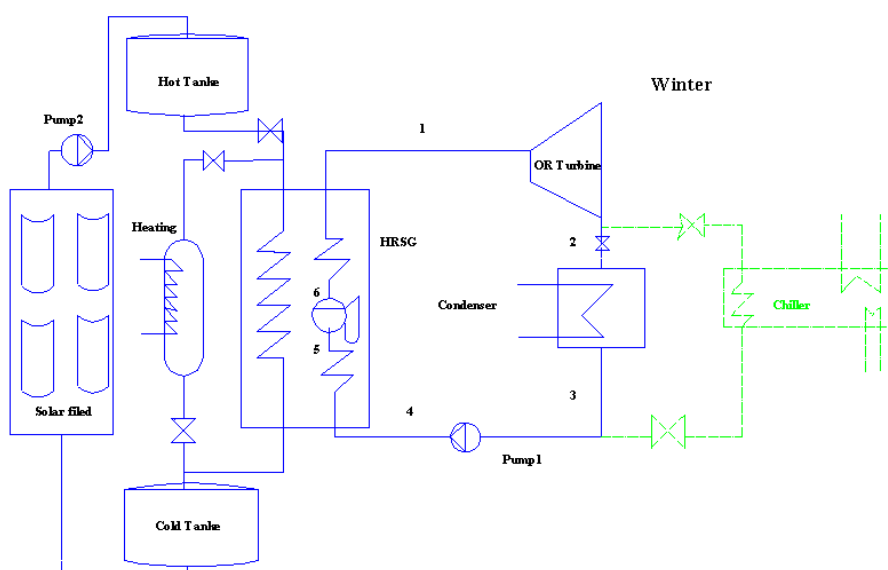 Hot Tanke
Winter
Pump2
1
OR Turbine
Heating
HRSG
2
6
Condenser
Chiller
5
3
Solar filed
4
Pump1
Cold Tanke